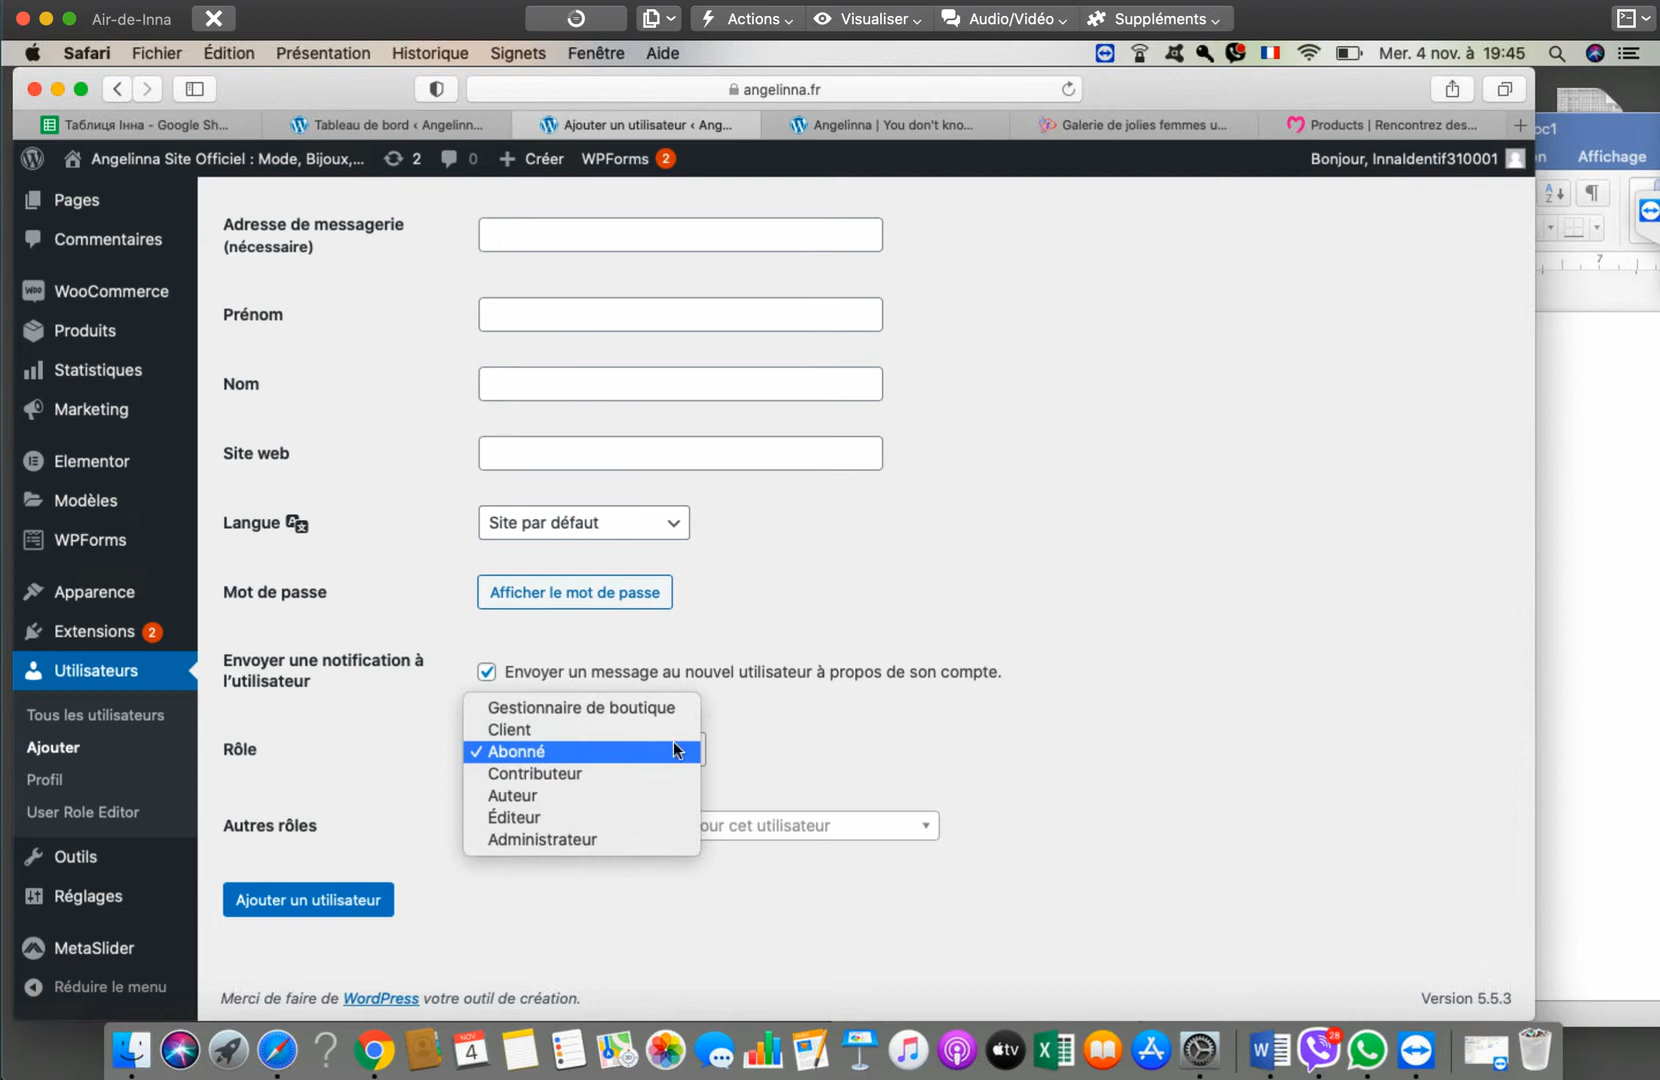 Air-de-Inna
Actions
Visualiser
Audio/Vidéo
Suppléments
Safari Fichier Édition Présentation Historique Signets Fenêtre Aide
Mer. 4 nov. à 19:45
angelinna.fr
Таблиця Інна - Google Sh...
Tableau de bord ‹ Angelinn...
Ajouter un utilisateur ‹ Ang...
Angelinna | You don't kno...
Galerie de jolies femmes u...
Products | Rencontrez des...
Affichage
Angelinna Site Officiel : Mode, Bijoux,...
2
0
Créer
WPForms 2
Bonjour, InnaIdentif310001
7
Pages
Commentaires
WooCommerce
Produits
Statistiques
Marketing
Elementor
Modèles
WPForms
Apparence
Extensions 2
Utilisateurs
Tous les utilisateurs
Ajouter
Profil
User Role Editor
Outils
Réglages
MetaSlider
Réduire le menu
Adresse de messagerie
(nécessaire)
Prénom
Nom
Site web
Langue
Site par défaut
Mot de passe
Afficher le mot de passe
Envoyer une notification à
l'utilisateur
Envoyer un message au nouvel utilisateur à propos de son compte.
Rôle
Gestionnaire de boutique
Client
✓ Abonné
Contributeur
Auteur
Éditeur
Administrateur
Autres rôles
our cet utilisateur
Ajouter un utilisateur
Merci de faire de WordPress votre outil de création.
Version 5.5.3
NOV
4
tv
28